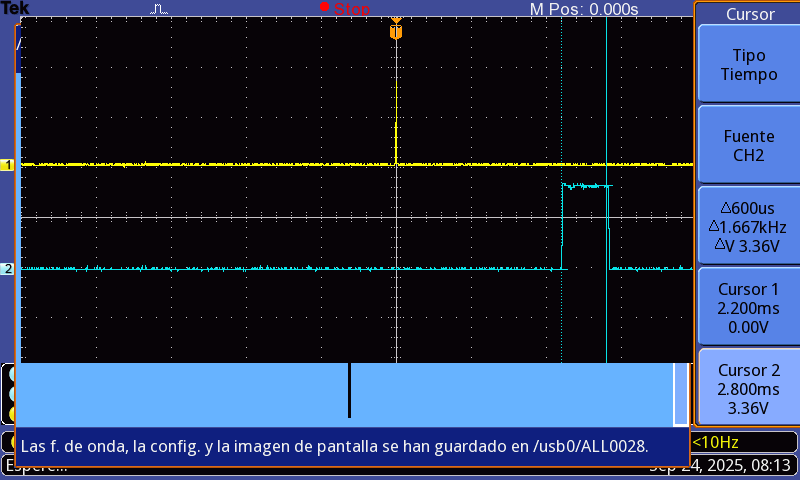 Tek
Stop
M Pos: 0.000s
Cursor
Tipo
Tiempo
Fuente
CH2
△600us
△1.667kHz
△V 3.36V
Cursor 1
2.200ms
0.00V
Cursor 2
2.800ms
3.36V
T
1
2
Las f. de onda, la config. y la imagen de pantalla se han guardado en /usb0/ALL0028.
<10Hz
Espere...
Sep 24, 2025, 08:13